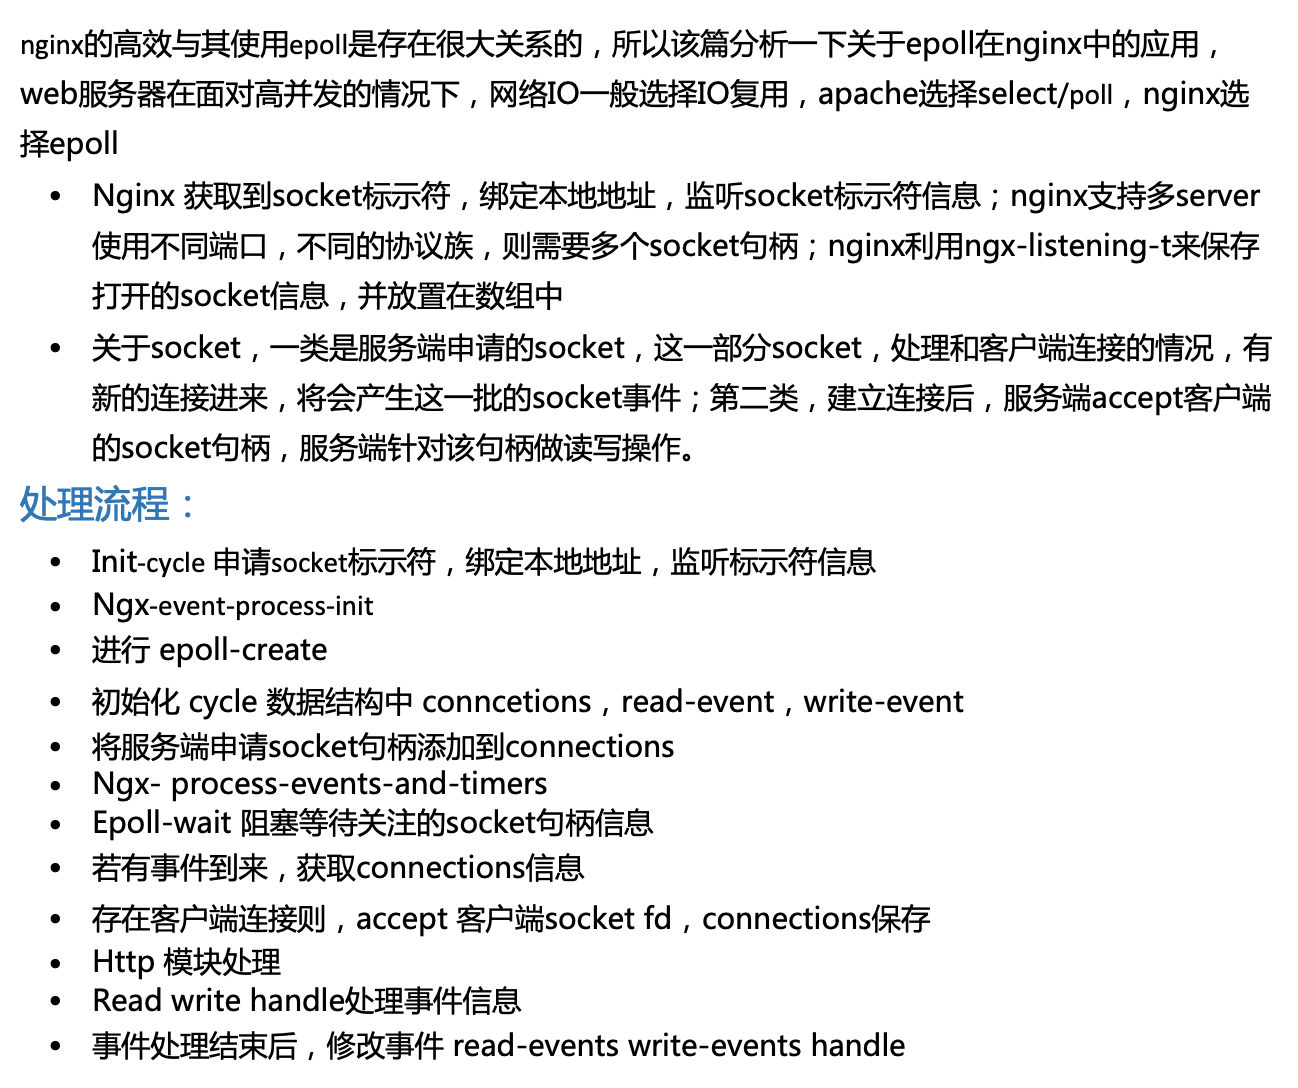 nginx的高效与其使用epoll是存在很大关系的，所以该篇分析一下关于epoll在nginx中的应用，
web服务器在面对高并发的情况下，网络IO一般选择IO复用，apache选择select/poll，nginx选
择epoll
• Nginx 获取到socket标示符，绑定本地地址，监听socket标示符信息；nginx支持多server
使用不同端口，不同的协议族，则需要多个socket句柄；nginx利用ngx-listening-t来保存
打开的socket信息，并放置在数组中
• 关于socket，一类是服务端申请的socket，这一部分socket，处理和客户端连接的情况，有
新的连接进来，将会产生这一批的socket事件；第二类，建立连接后，服务端accept客户端
的socket句柄，服务端针对该句柄做读写操作。
处理流程：
• Init-cycle 申请socket标示符，绑定本地地址，监听标示符信息
• Ngx-event-process-init
• 进行 epoll-create
• 初始化 cycle 数据结构中 conncetions，read-event，write-event
• 将服务端申请socket句柄添加到connections
• Ngx- process-events-and-timers
• Epoll-wait 阻塞等待关注的socket句柄信息
• 若有事件到来，获取connections信息
• 存在客户端连接则，accept 客户端socket fd，connections保存
• Http 模块处理
• Read write handle处理事件信息
• 事件处理结束后，修改事件 read-events write-events handle